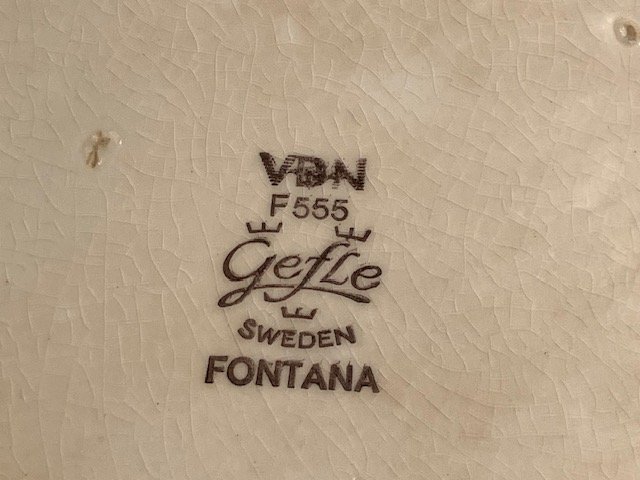 VDN
F555
Gefle
SWEDEN
FONTANA